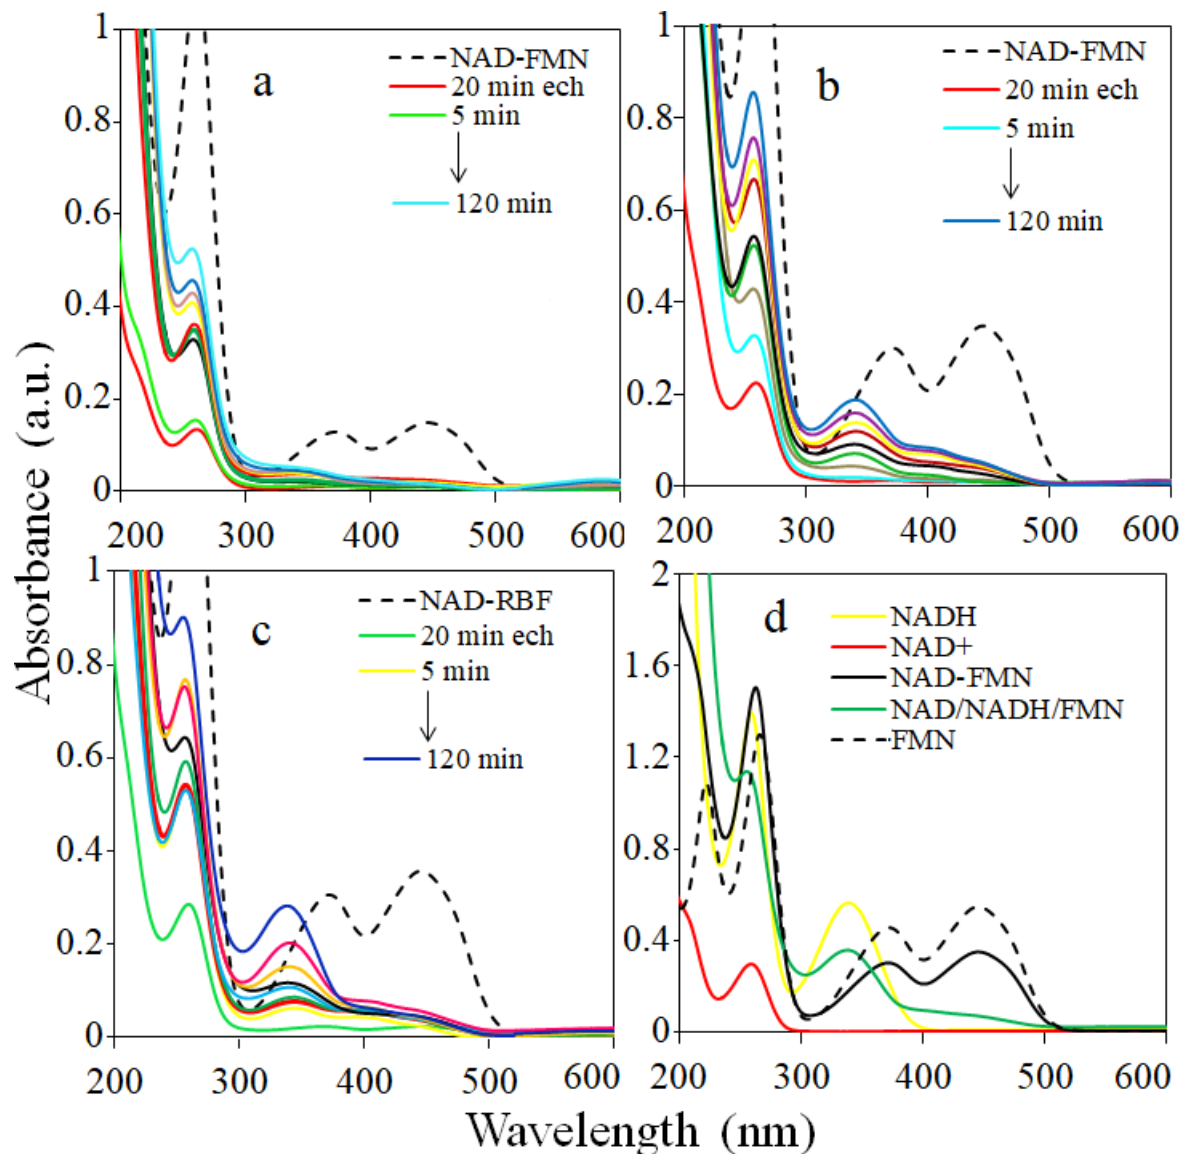 Absorbance (a.u.)
a
1
0.8
0.6
0.4
0.2
0
NAD-FMN
20 min ech
5 min
120 min
200 300 400 500 600
b
1
0.8
0.6
0.4
0.2
0
NAD-FMN
20 min ech
5 min
120 min
200 300 400 500 600
c
1
0.8
0.6
0.4
0.2
0
NAD-RBF
20 min ech
5 min
120 min
200 300 400 500 600
d
2
1.6
1.2
0.8
0.4
0
NADH
NAD+
NAD-FMN
NAD/NADH/FMN
FMN
200 300 400 500 600
Wavelength (nm)